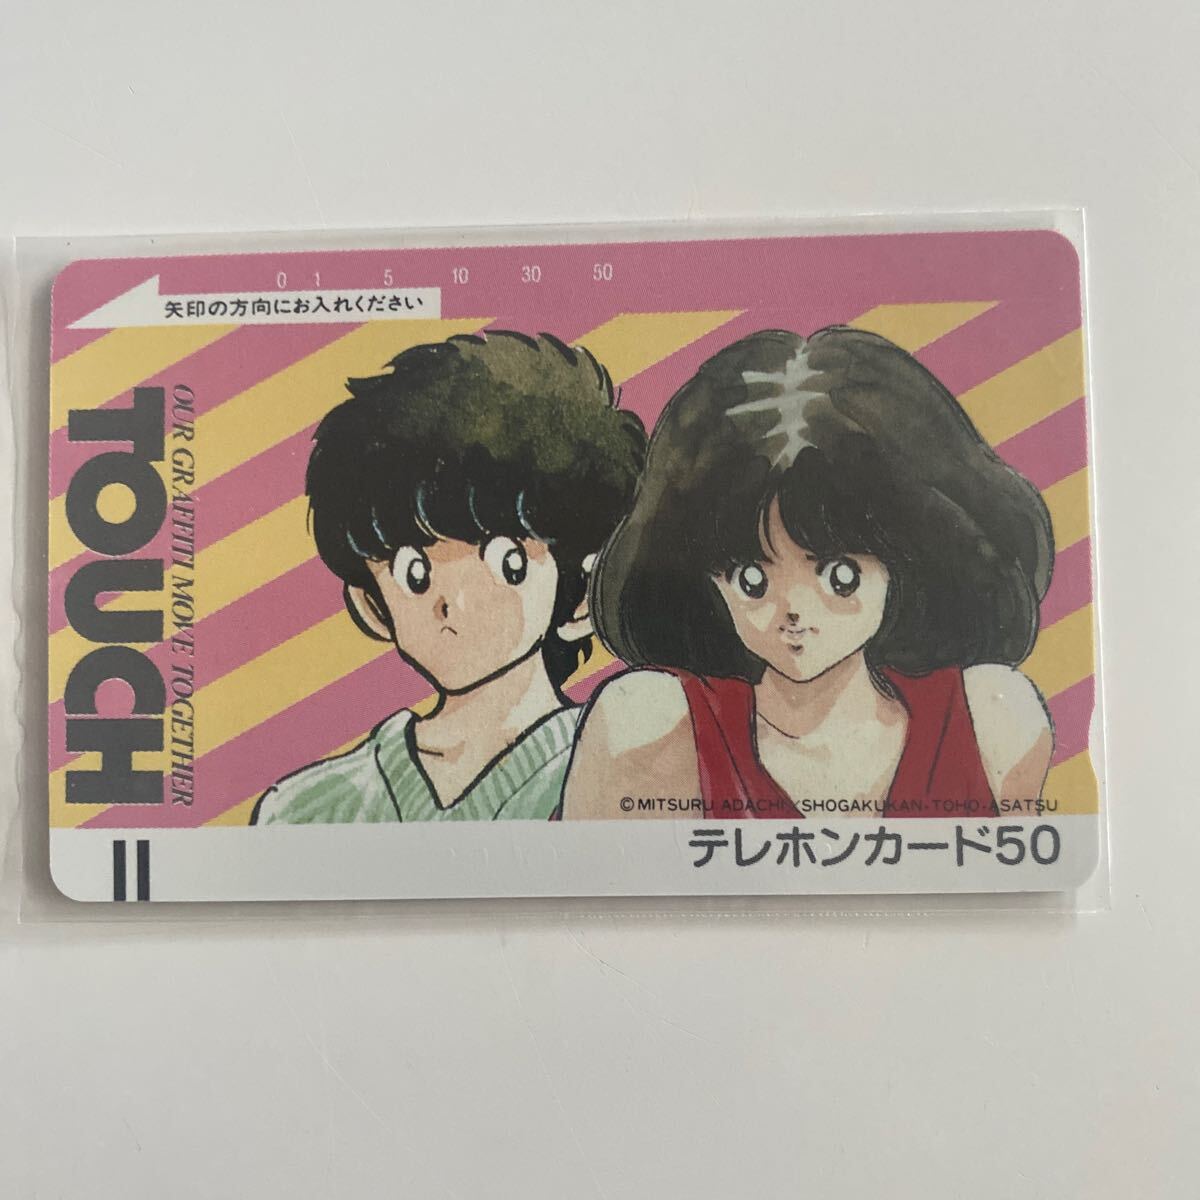 0 1 5 10 30 50
矢印の方向にお入れください
TOUCH
OUR GRAFFITI MOVE TOGETHER
©MITSURU ADACHI/SHOGAKUKAN-TOHO-ASATSU
テレホンカード50